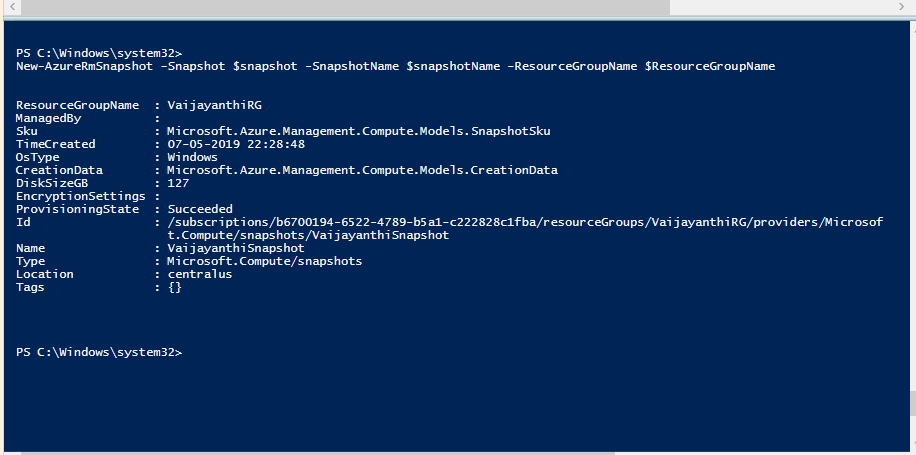 PS C:\Windows\system32>
New-AzureRmSnapshot -Snapshot $snapshot -SnapshotName $snapshotName -ResourceGroupName $ResourceGroupName
ResourceGroupName : VaijayanthiRG
ManagedBy :
Sku : Microsoft.Azure.Management.Compute.Models.SnapshotSku
TimeCreated : 07-05-2019 22:28:48
OsType : Windows
CreationData : Microsoft.Azure.Management.Compute.Models.CreationData
DiskSizeGB : 127
EncryptionSettings :
ProvisioningState : Succeeded
Id : /subscriptions/b6700194-6522-4789-b5a1-c222828c1fba/resourceGroups/VaijayanthiRG/providers/Microsof
t.Compute/snapshots/VaijayanthiSnapshot
Name : VaijayanthiSnapshot
Type : Microsoft.Compute/snapshots
Location : centralus
Tags : {}
PS C:\Windows\system32>